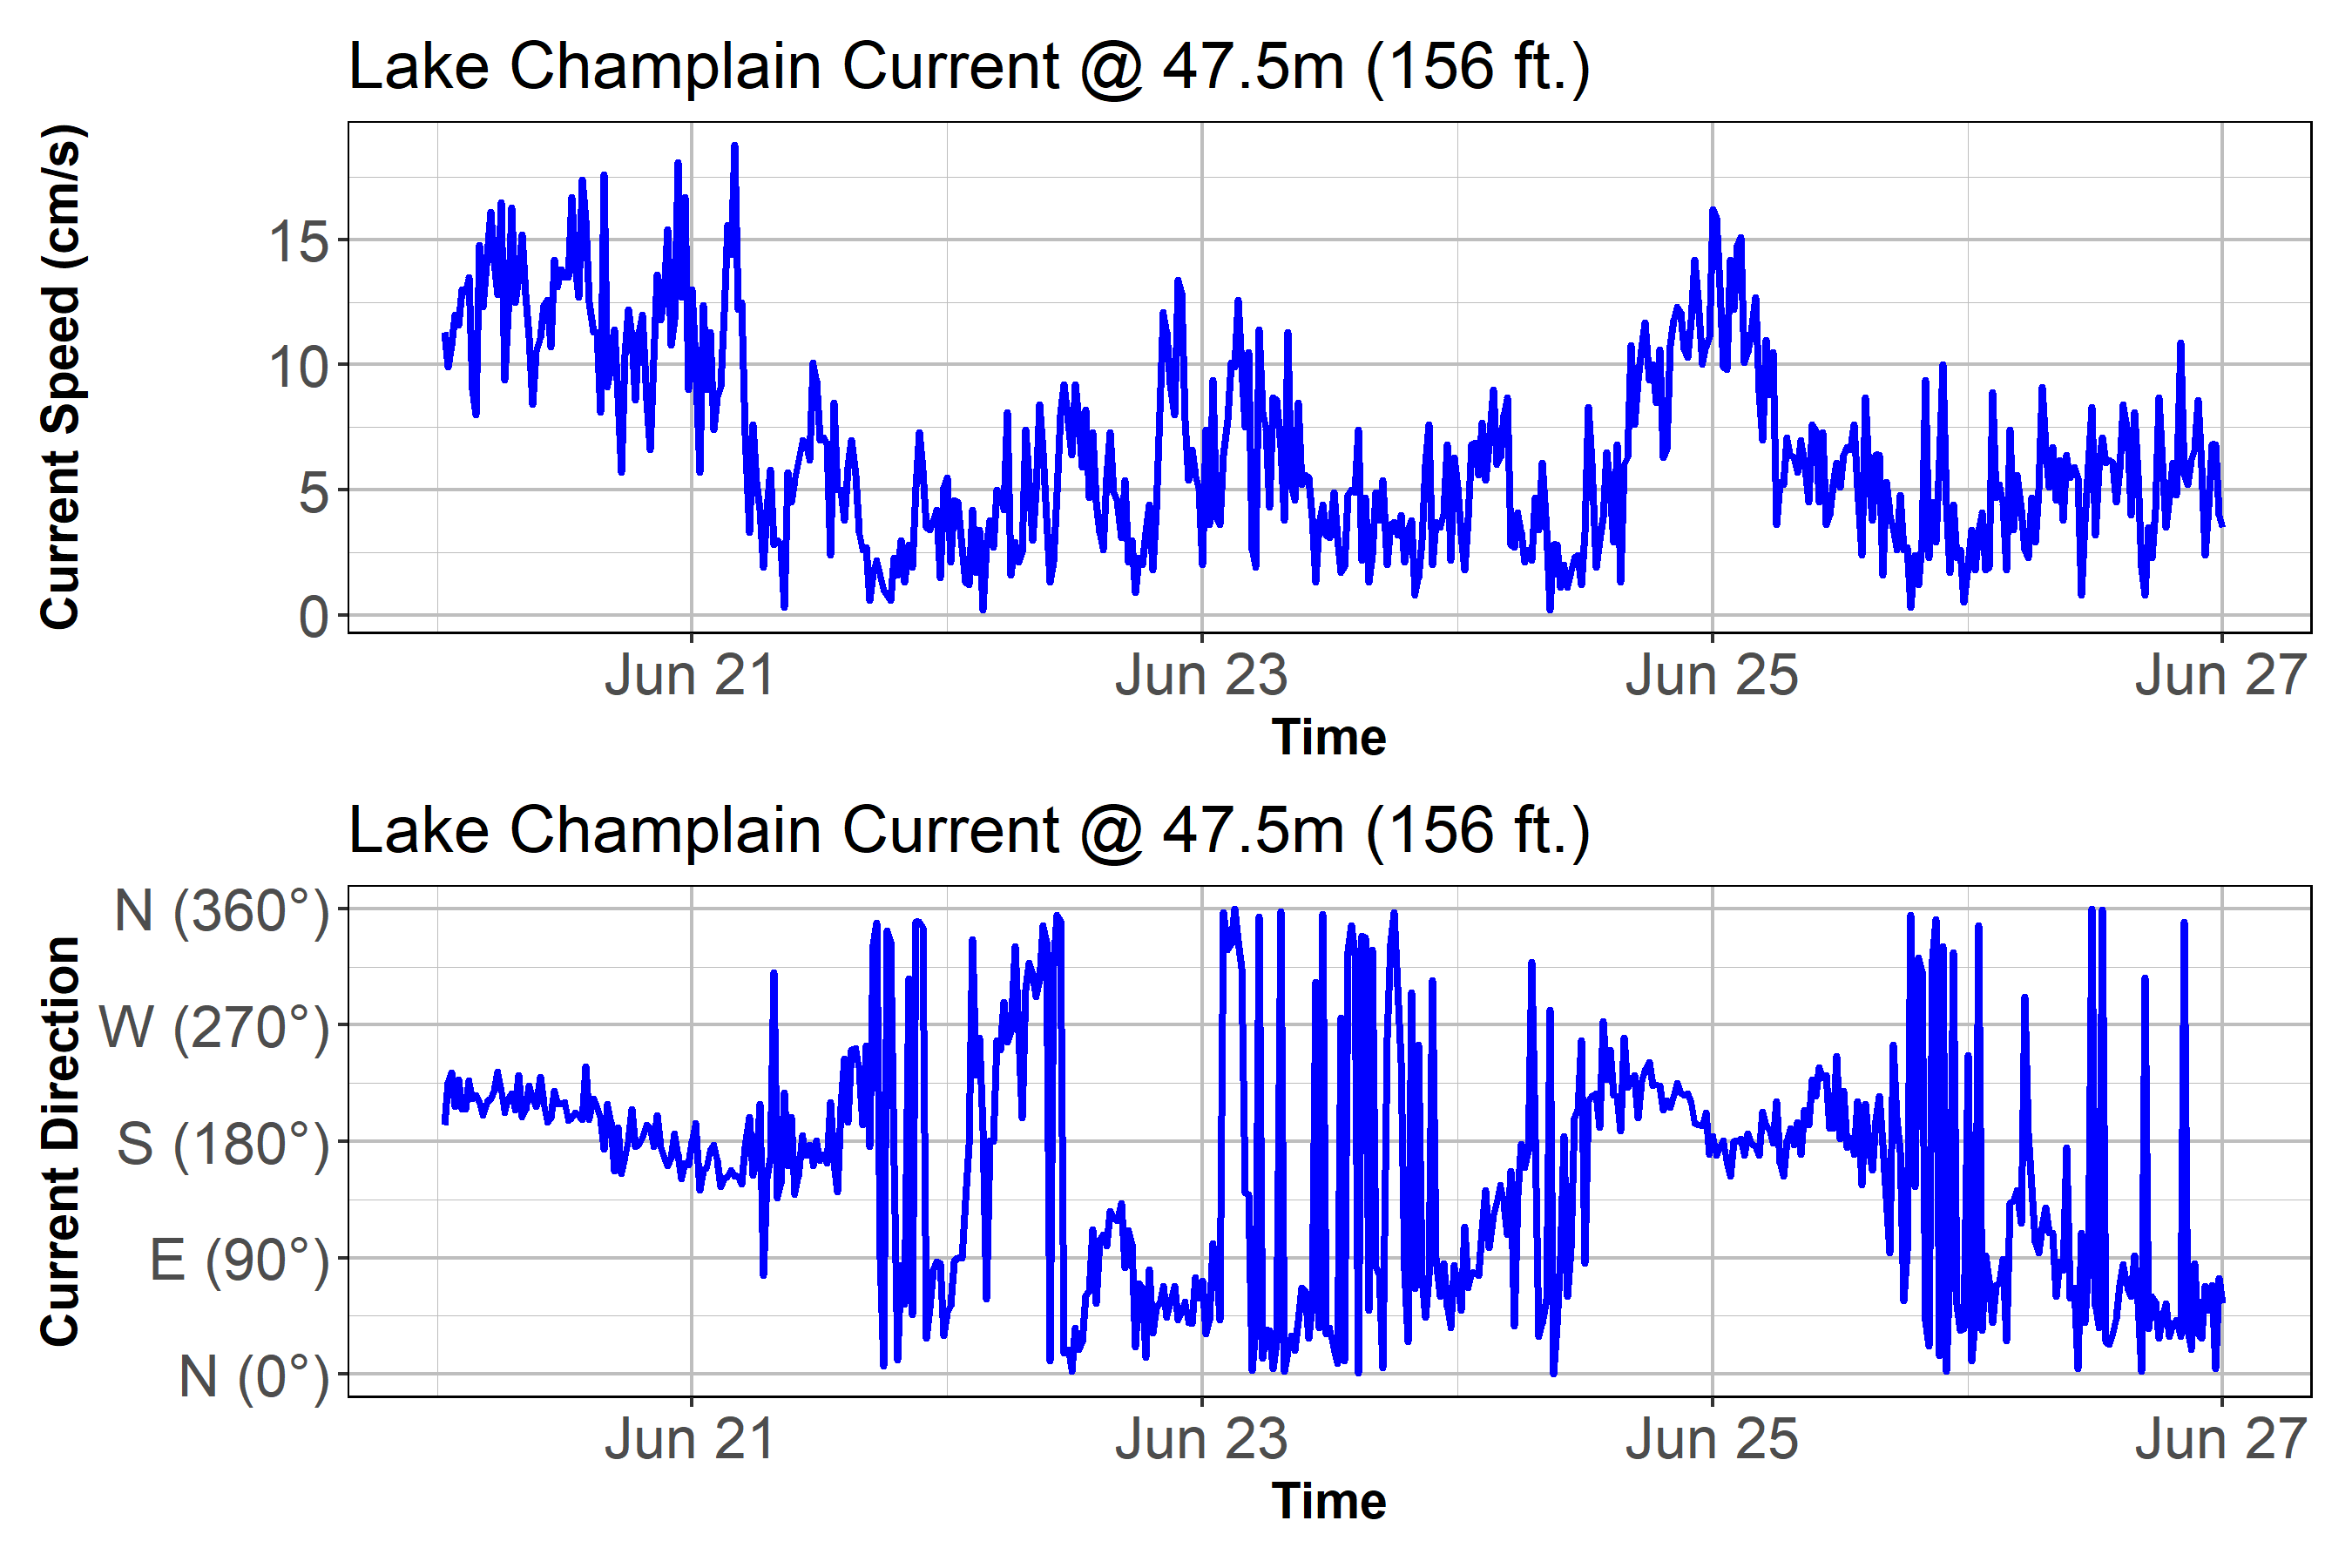 Lake Champlain Current @ 47.5m (156 ft.)
Current Speed (cm/s)
15
10
5
0
Jun 21
Jun 23
Jun 25
Jun 27
Time
Lake Champlain Current @ 47.5m (156 ft.)
Current Direction
N (360°)
W (270°)
S (180°)
E (90°)
N (0°)
Jun 21
Jun 23
Jun 25
Jun 27
Time